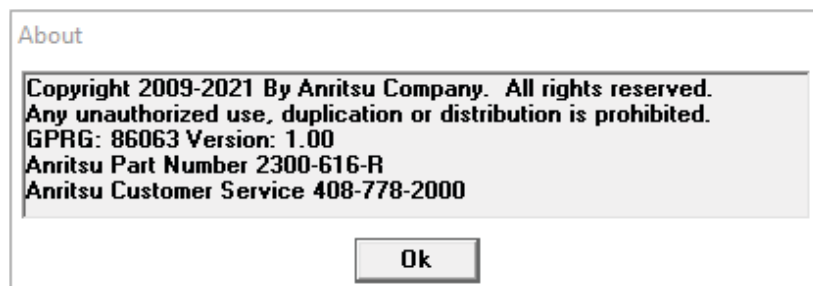 About
Copyright 2009-2021 By Anritsu Company.  All rights reserved.
Any unauthorized use, duplication or distribution is prohibited.
GPRG: 86063 Version: 1.00
Anritsu Part Number 2300-616-R
Anritsu Customer Service 408-778-2000
Ok